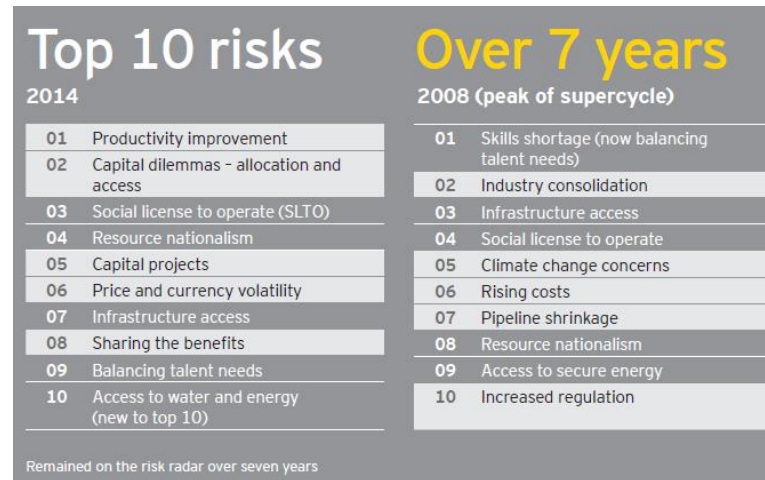 Top 10 risks
2014
01 Productivity improvement
02 Capital dilemmas – allocation and
access
03 Social license to operate (SLTO)
04 Resource nationalism
05 Capital projects
06 Price and currency volatility
07 Infrastructure access
08 Sharing the benefits
09 Balancing talent needs
10 Access to water and energy
(new to top 10)
Remained on the risk radar over seven years
Over 7 years
2008 (peak of supercycle)
01 Skills shortage (now balancing
talent needs)
02 Industry consolidation
03 Infrastructure access
04 Social license to operate
05 Climate change concerns
06 Rising costs
07 Pipeline shrinkage
08 Resource nationalism
09 Access to secure energy
10 Increased regulation